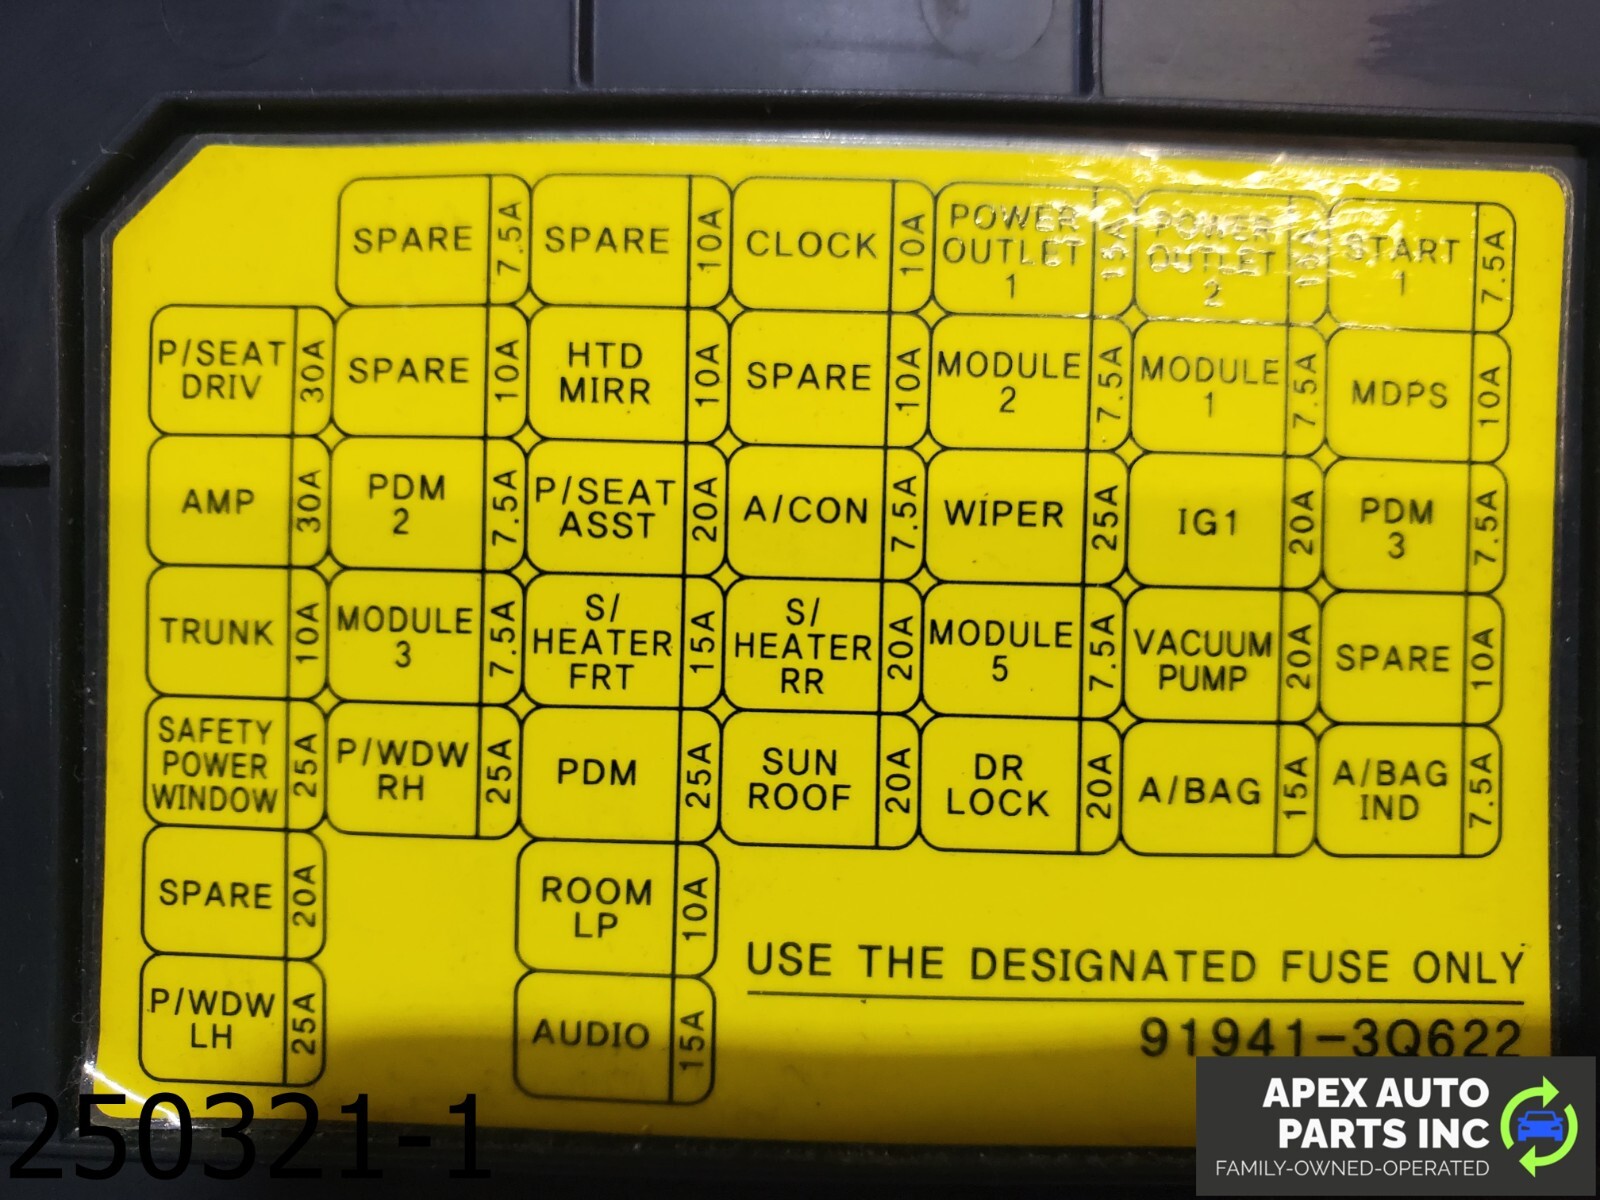 SPARE 7.5A
SPARE 10A
CLOCK 10A
POWER
OUTLET
1 15A
POWER
OUTLET
2 15A
START
1 7.5A
P/SEAT
DRIV 30A
SPARE 10A
HTD
MIRR 10A
SPARE 10A
MODULE
2 7.5A
MODULE
1 7.5A
MDPS 10A
AMP 30A
PDM
2 7.5A
P/SEAT
ASST 20A
A/CON 7.5A
WIPER 25A
IG1 20A
PDM
3 7.5A
TRUNK 10A
MODULE
3 7.5A
S/
HEATER
FRT 15A
S/
HEATER
RR 20A
MODULE
5 7.5A
VACUUM
PUMP 20A
SPARE 10A
SAFETY
POWER
WINDOW 25A
P/WDW
RH 25A
PDM 25A
SUN
ROOF 20A
DR
LOCK 20A
A/BAG 15A
A/BAG
IND 7.5A
SPARE 20A
ROOM
LP 10A
P/WDW
LH 25A
AUDIO 15A
USE THE DESIGNATED FUSE ONLY
91941-3Q622
250321-1
APEX AUTO
PARTS INC
FAMILY-OWNED-OPERATED